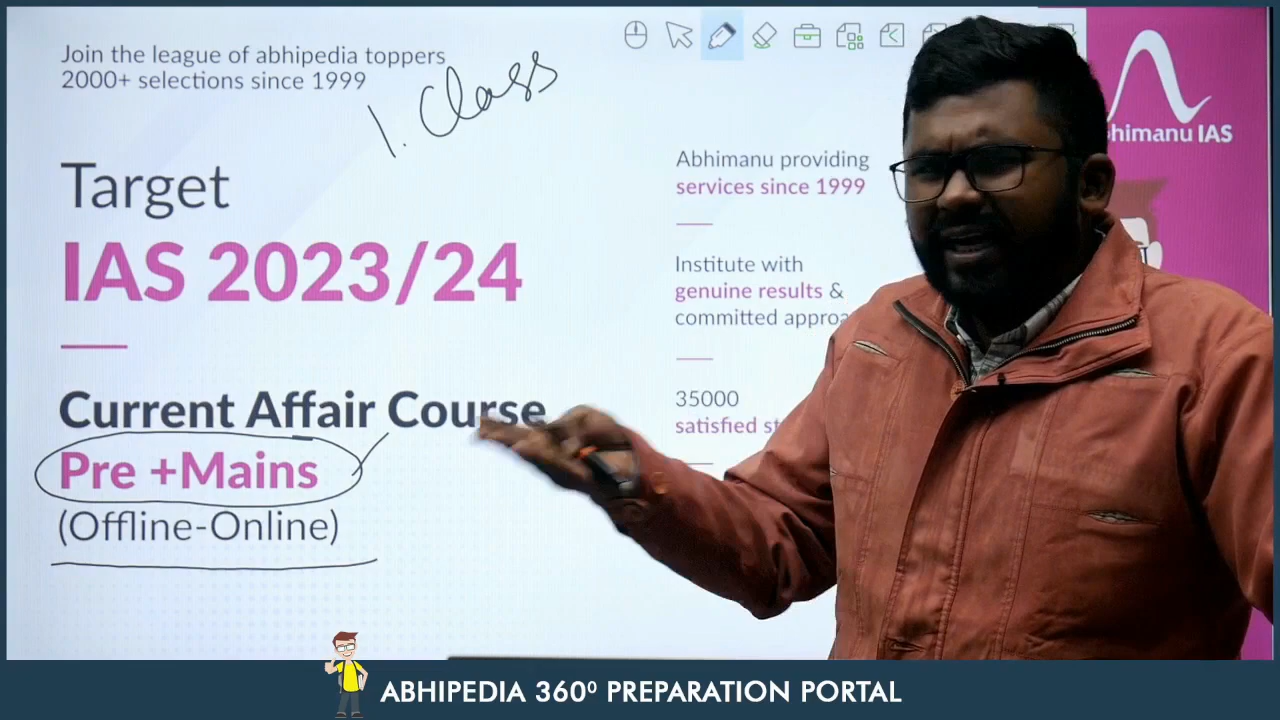 Join the league of abhipedia toppers
2000+ selections since 1999
1. Class
Target
IAS 2023/24
Current Affair Course
Pre +Mains
(Offline-Online)
Abhimanu providing
services since 1999
Institute with
genuine results &
committed approa
35000
satisfied st
himanu IAS
ABHIPEDIA 360⁰ PREPARATION PORTAL